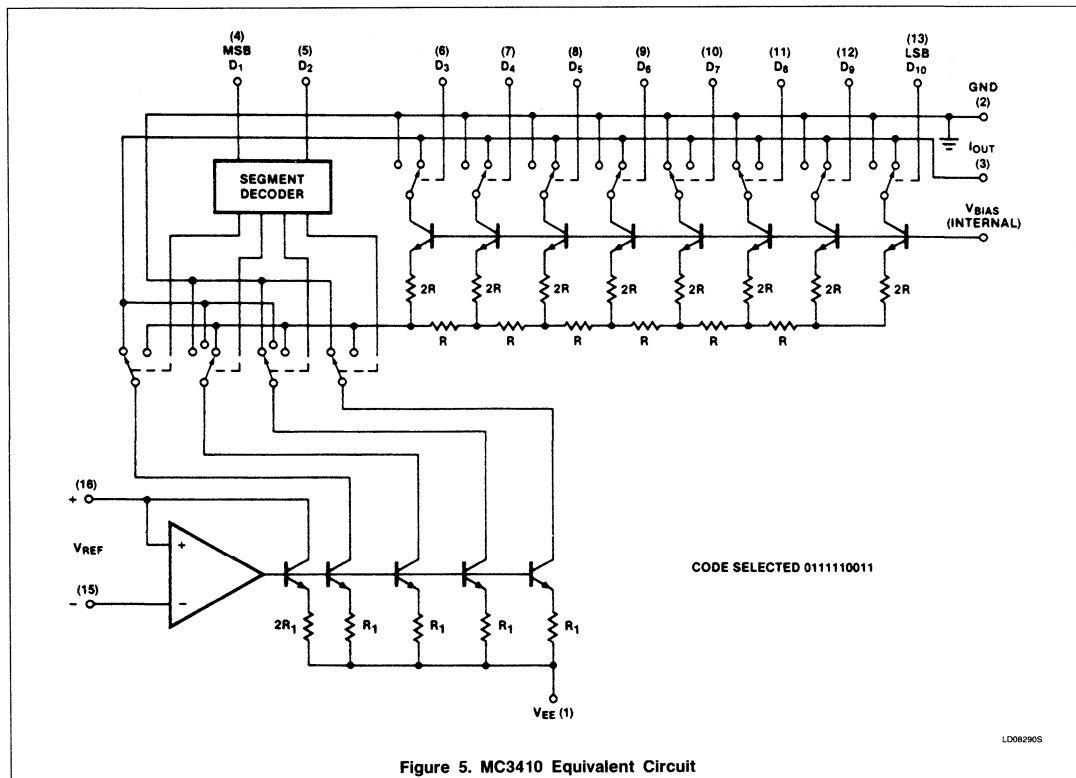 (4) MSB D1
(5) D2
(6) D3
(7) D4
(8) D5
(9) D6
(10) D7
(11) D8
(12) D9
(13) LSB D10
GND (2)
IOUT (3)
VBIAS (INTERNAL)
SEGMENT DECODER
2R 2R 2R 2R 2R 2R 2R 2R
R R R R R R
+ (16)
VREF
- (15)
+
-
2R1 R1 R1 R1 R1
VEE (1)
CODE SELECTED 0111110011
LD08290S
Figure 5. MC3410 Equivalent Circuit